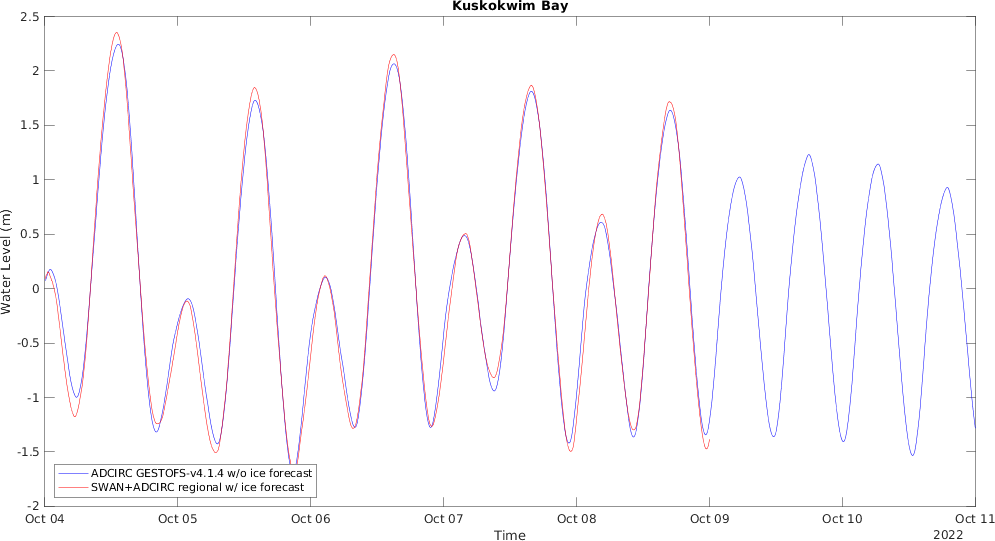 Kuskokwim Bay
2.5
2
1.5
1
0.5
0
-0.5
-1
-1.5
-2
Water Level (m)
ADCIRC GESTOFS-v4.1.4 w/o ice forecast
SWAN+ADCIRC regional w/ ice forecast
Oct 04 Oct 05 Oct 06 Oct 07 Oct 08 Oct 09 Oct 10 Oct 11
Time
2022